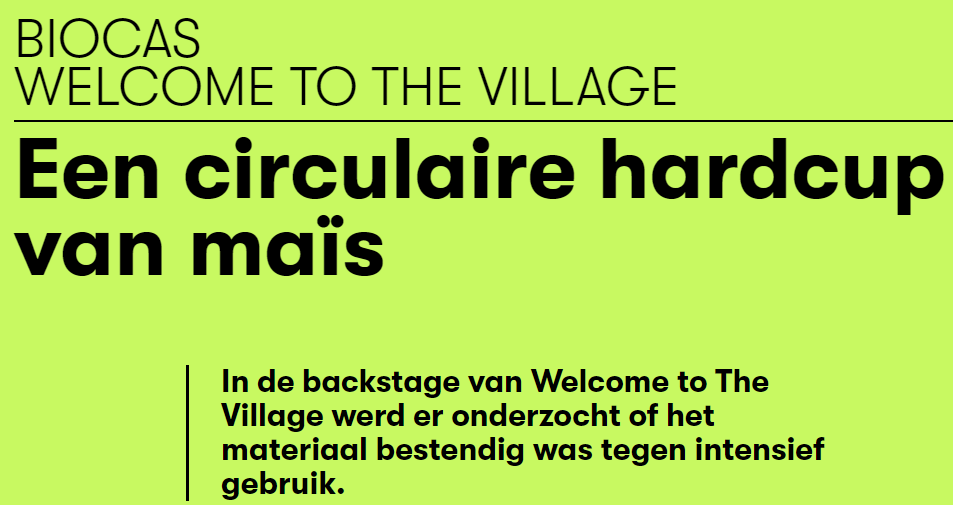 BIOCAS
WELCOME TO THE VILLAGE
Een circulaire hardcup
van maïs
In de backstage van Welcome to The
Village werd er onderzocht of het
materiaal bestendig was tegen intensief
gebruik.